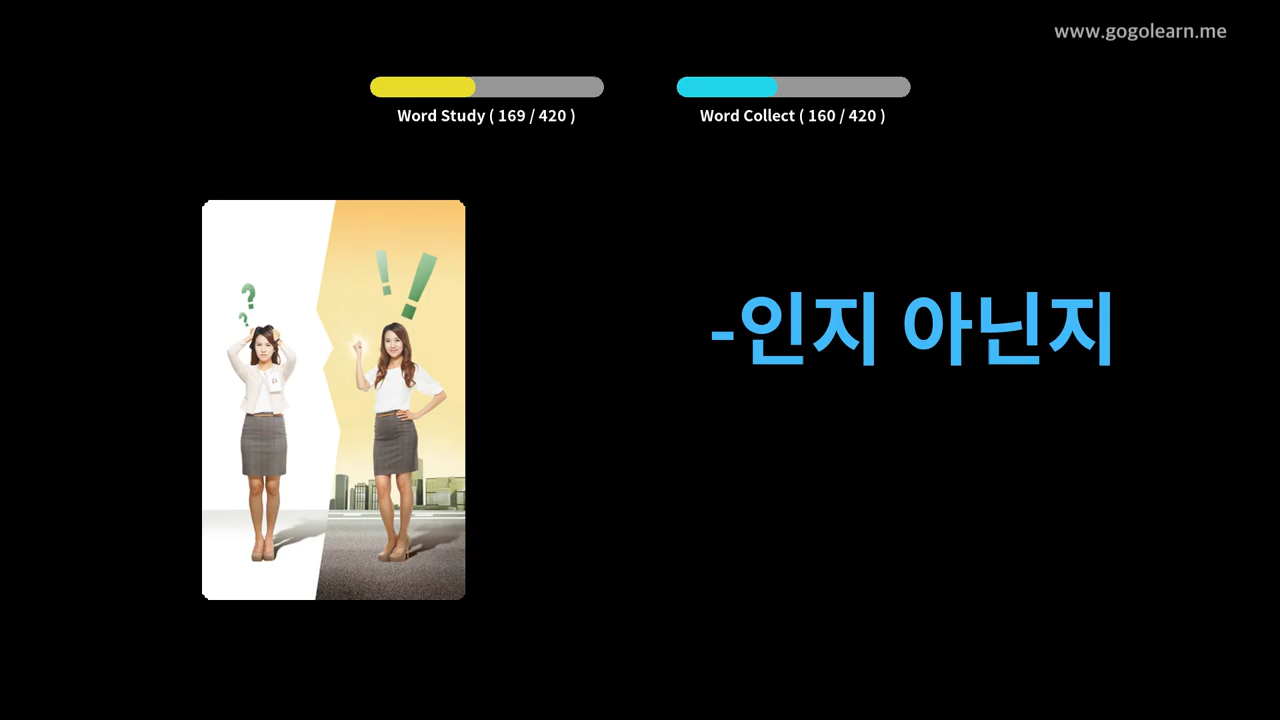 www.gogolearn.me
Word Study ( 169 / 420 )
Word Collect ( 160 / 420 )
? ?
! !
-인지 아닌지